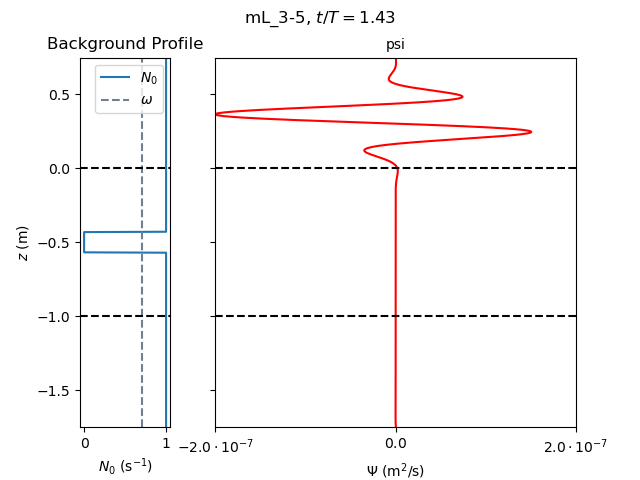 mL_3-5, t/T = 1.43
Background Profile
psi
N₀
ω
0.5
0.0
−0.5
−1.0
−1.5
z (m)
0
1
N₀ (s⁻¹)
−2.0 · 10⁻⁷
0.0
2.0 · 10⁻⁷
Ψ (m²/s)